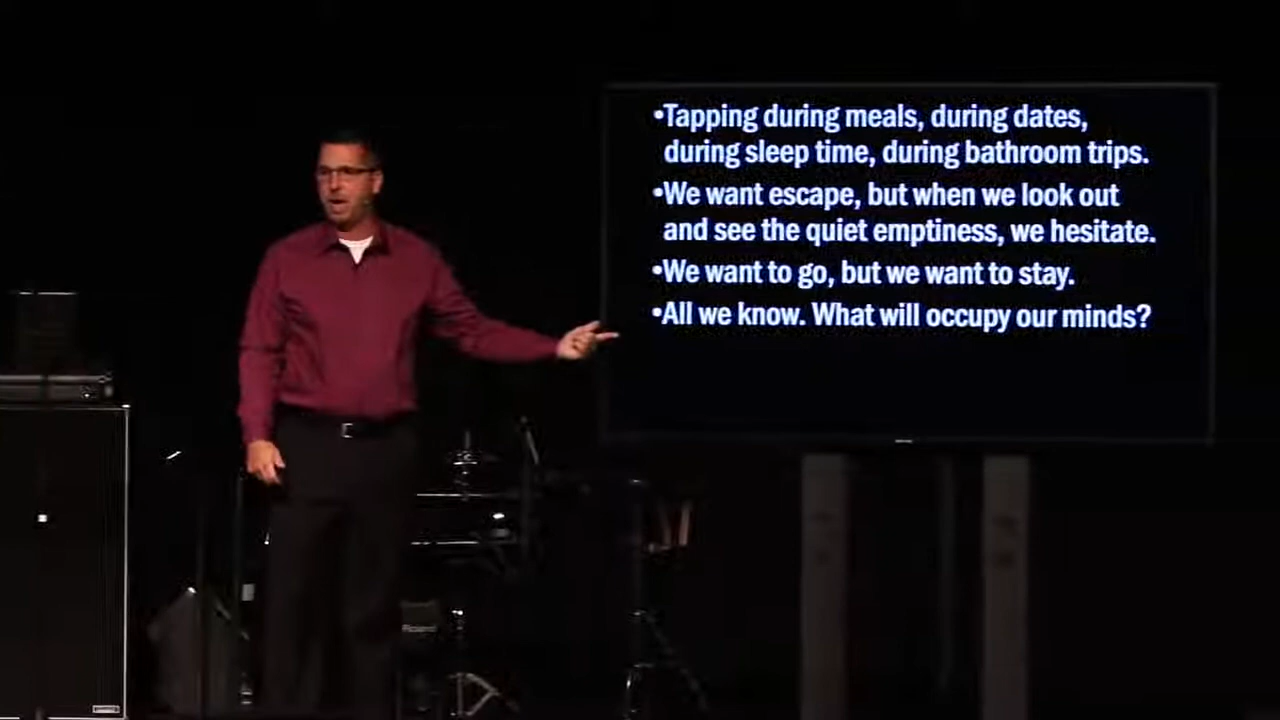 •Tapping during meals, during dates,
during sleep time, during bathroom trips.
•We want escape, but when we look out
and see the quiet emptiness, we hesitate.
•We want to go, but we want to stay.
•All we know. What will occupy our minds?
Roland